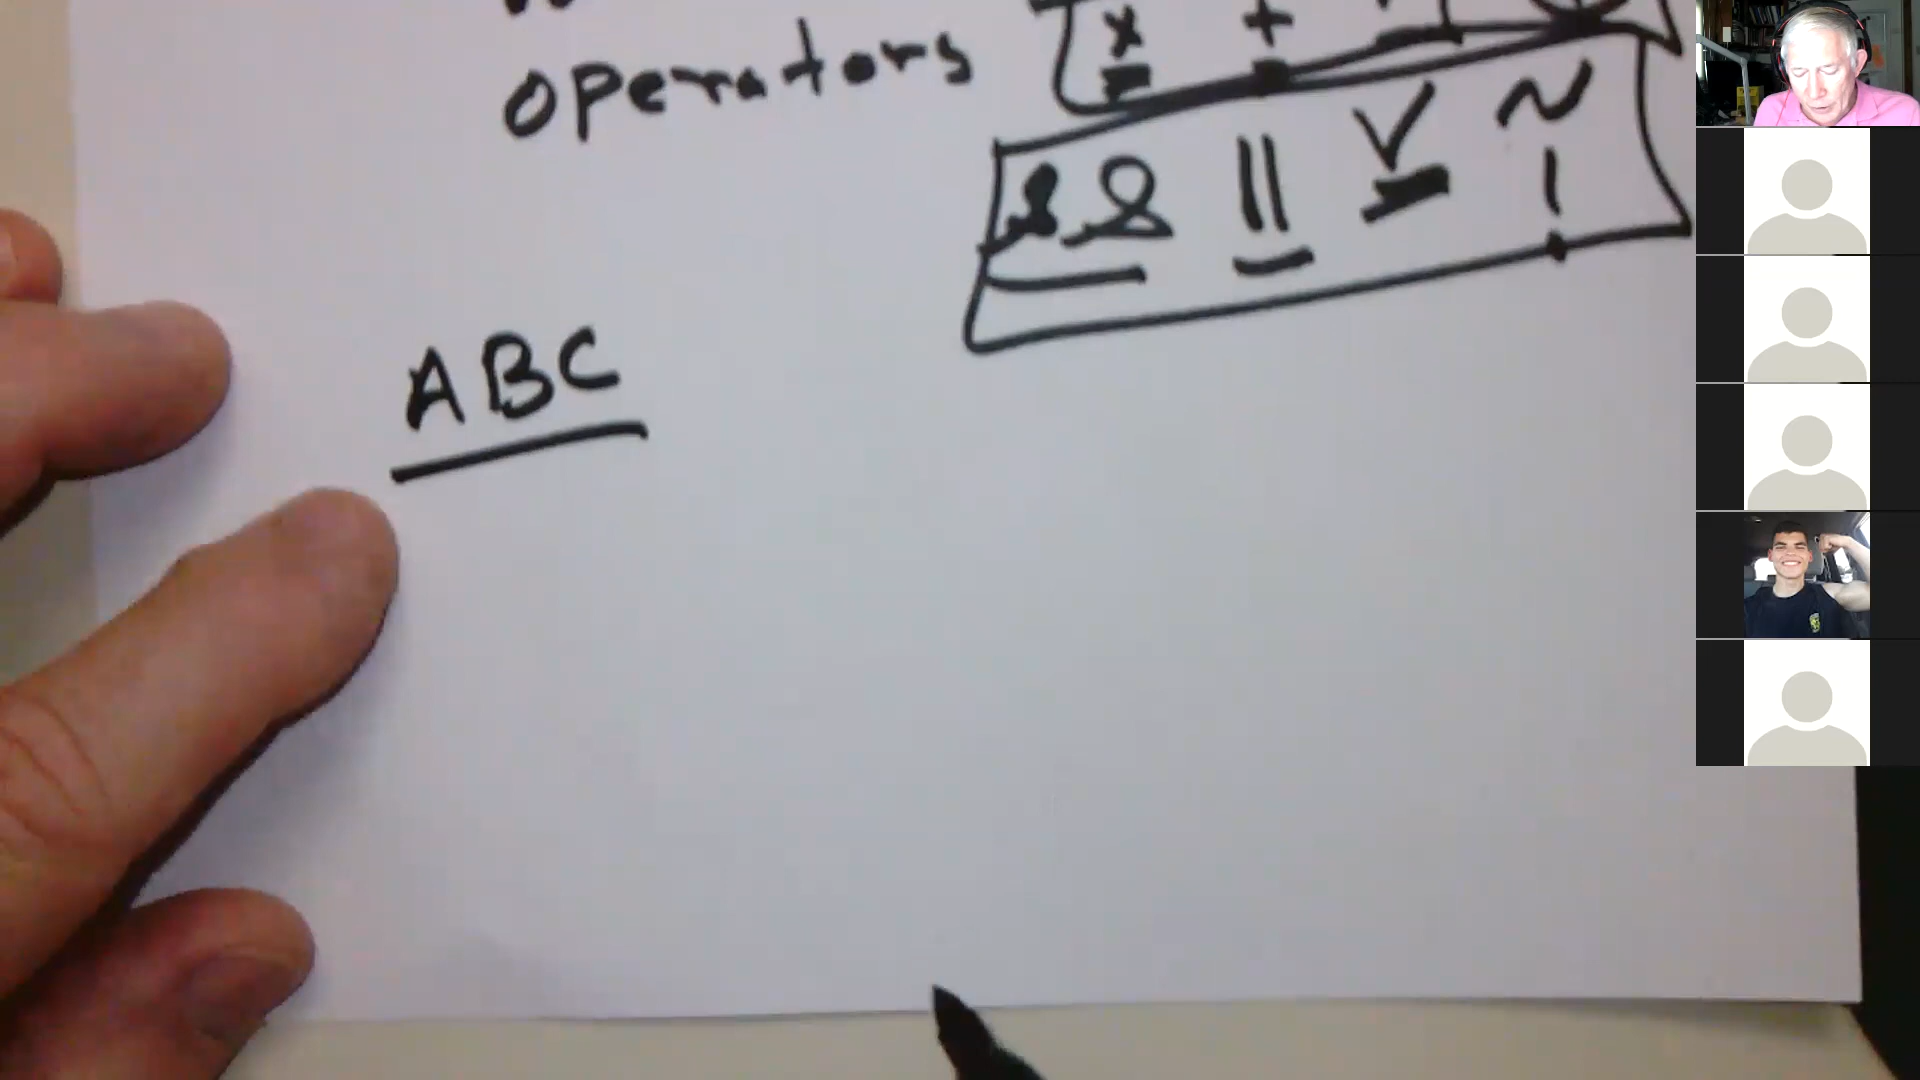 x +
operators
~
&& || V !
ABC